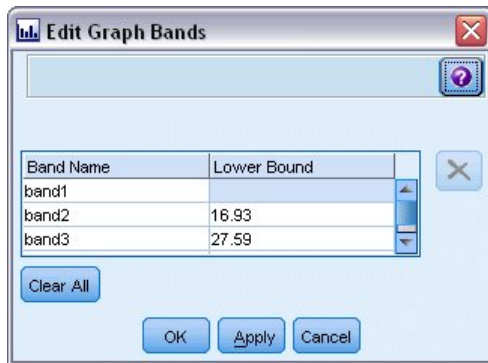 Edit Graph Bands
?
Band Name Lower Bound
band1
band2 16.93
band3 27.59
Clear All
OK Apply Cancel